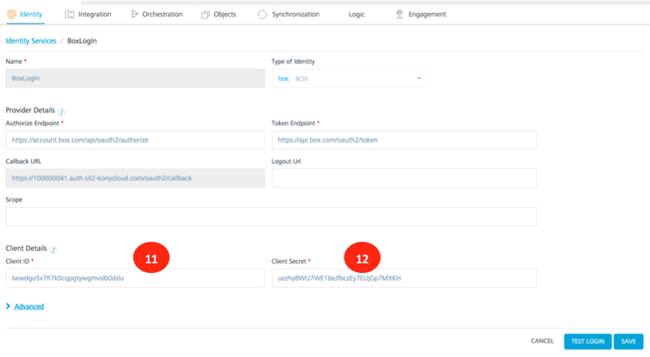 Identity Integration Orchestration Objects Synchronization Logic Engagement
Identity Services / BoxLogIn
Name * Type of Identity
BoxLogIn box BOX
Provider Details ?
Authorize Endpoint * Token Endpoint *
https://account.box.com/api/oauth2/authorize https://api.box.com/oauth2/token
Callback URL Logout Url
https://100000041.auth.sit2-konycloud.com/oauth2/callback
Scope
Client Details ?
11 12
Client ID * Client Secret *
Advanced
CANCEL TEST LOGIN SAVE